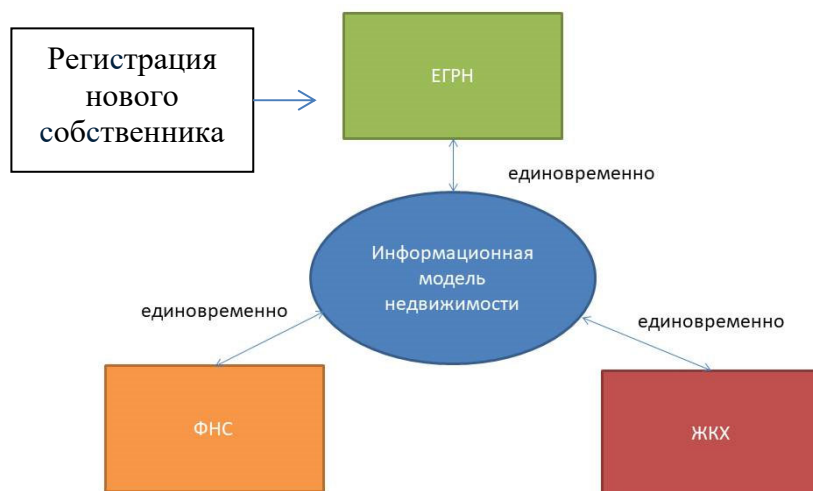 Регистрация
нового
собственника
ЕГРН
единовременно
Информационная
модель
недвижимости
единовременно
единовременно
ФНС
ЖКХ